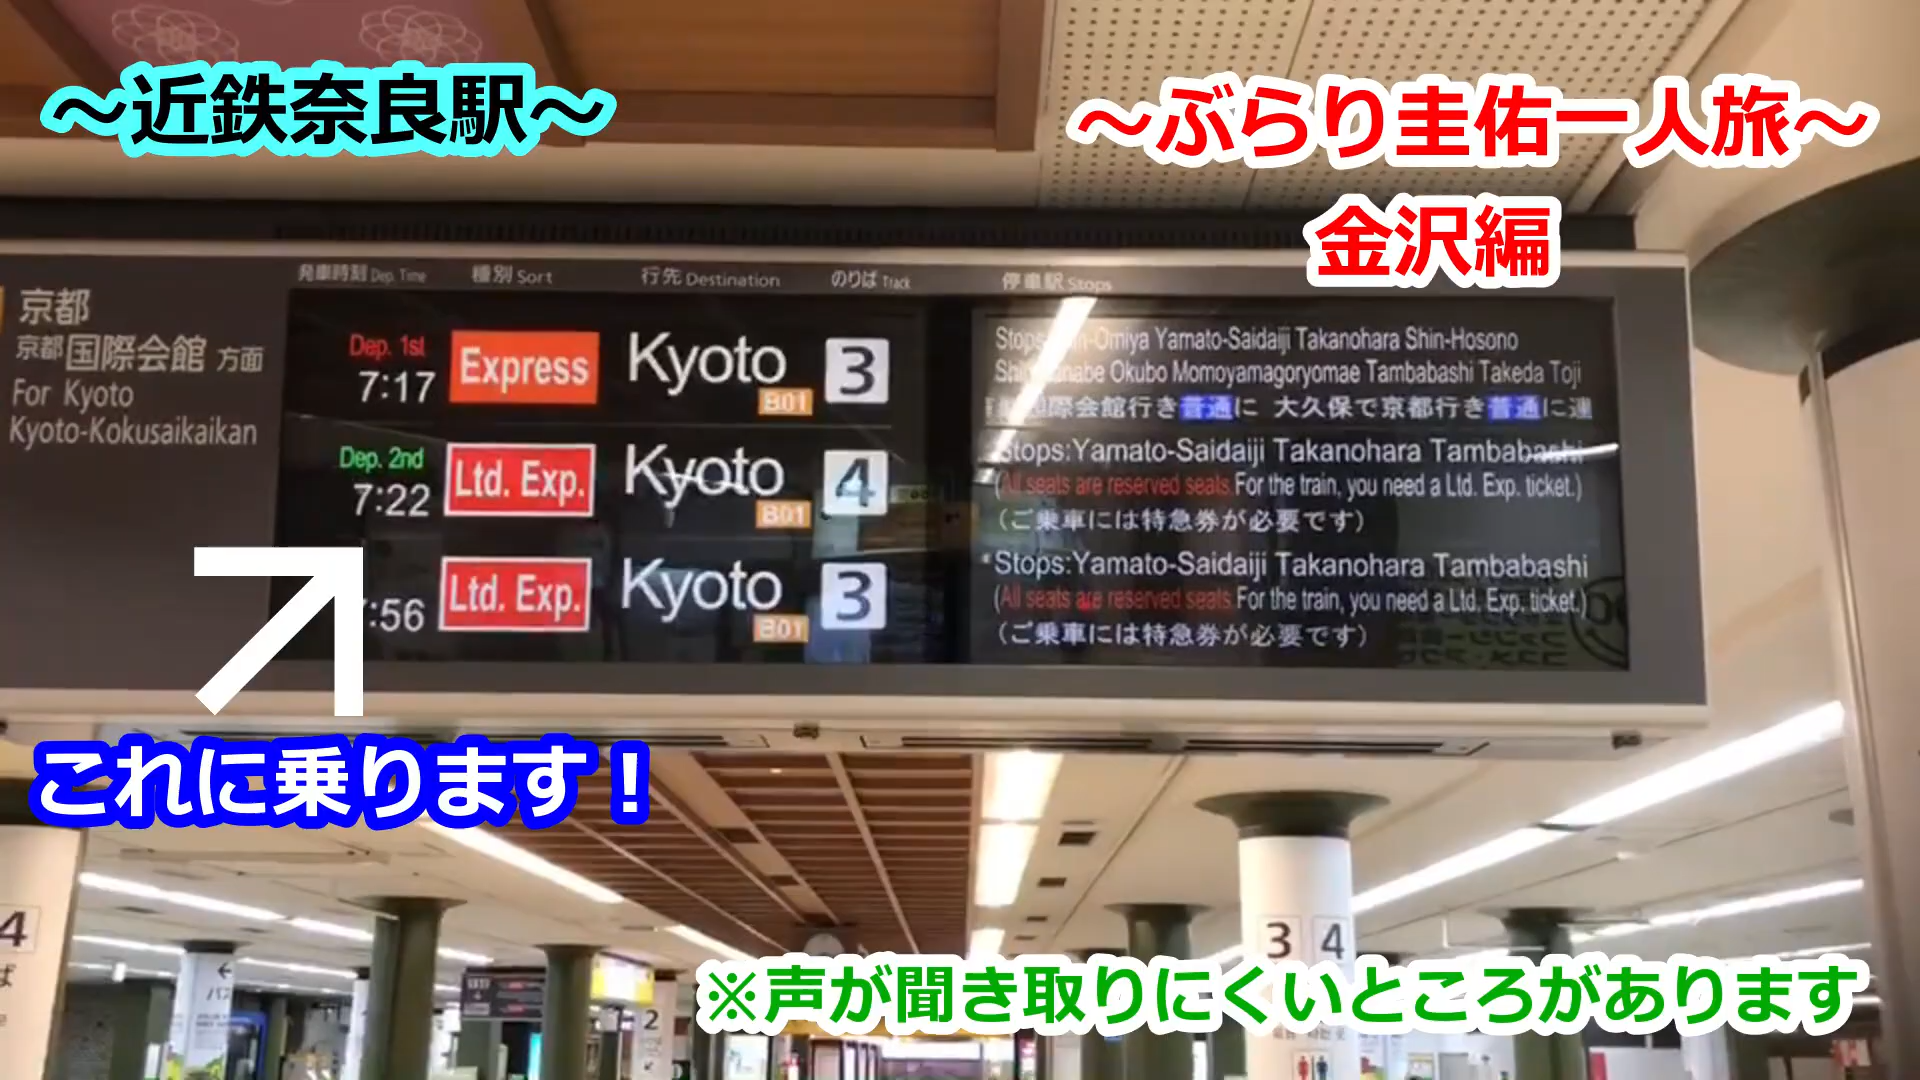 ～近鉄奈良駅～
～ぶらり圭佑一人旅～
金沢編
発車時刻 Dep. Time 種別 Sort 行先 Destination のりば Track 停車駅 Stops
京都
京都国際会館 方面
For Kyoto
Kyoto-Kokusaikaikan
Dep. 1st
7:17 Express Kyoto B01 3
-Omiya Yamato-Saidaiji Takanohara Shin-Hosono
Okubo Momoyamagoryomae Tambabashi Takeda Toji
国際会館行き普通に 大久保で京都行き普通に連
Dep. 2nd
7:22 Ltd. Exp. Kyoto B01 4
Stops:Yamato-Saidaiji Takanohara Tambabashi
(All seats are reserved seats.For the train, you need a Ltd. Exp. ticket.)
（ご乗車には特急券が必要です）
:56 Ltd. Exp. Kyoto B01 3
Stops:Yamato-Saidaiji Takanohara Tambabashi
(All seats are reserved seats.For the train, you need a Ltd. Exp. ticket.)
（ご乗車には特急券が必要です）
これに乗ります！
4
3 4
2
※声が聞き取りにくいところがあります